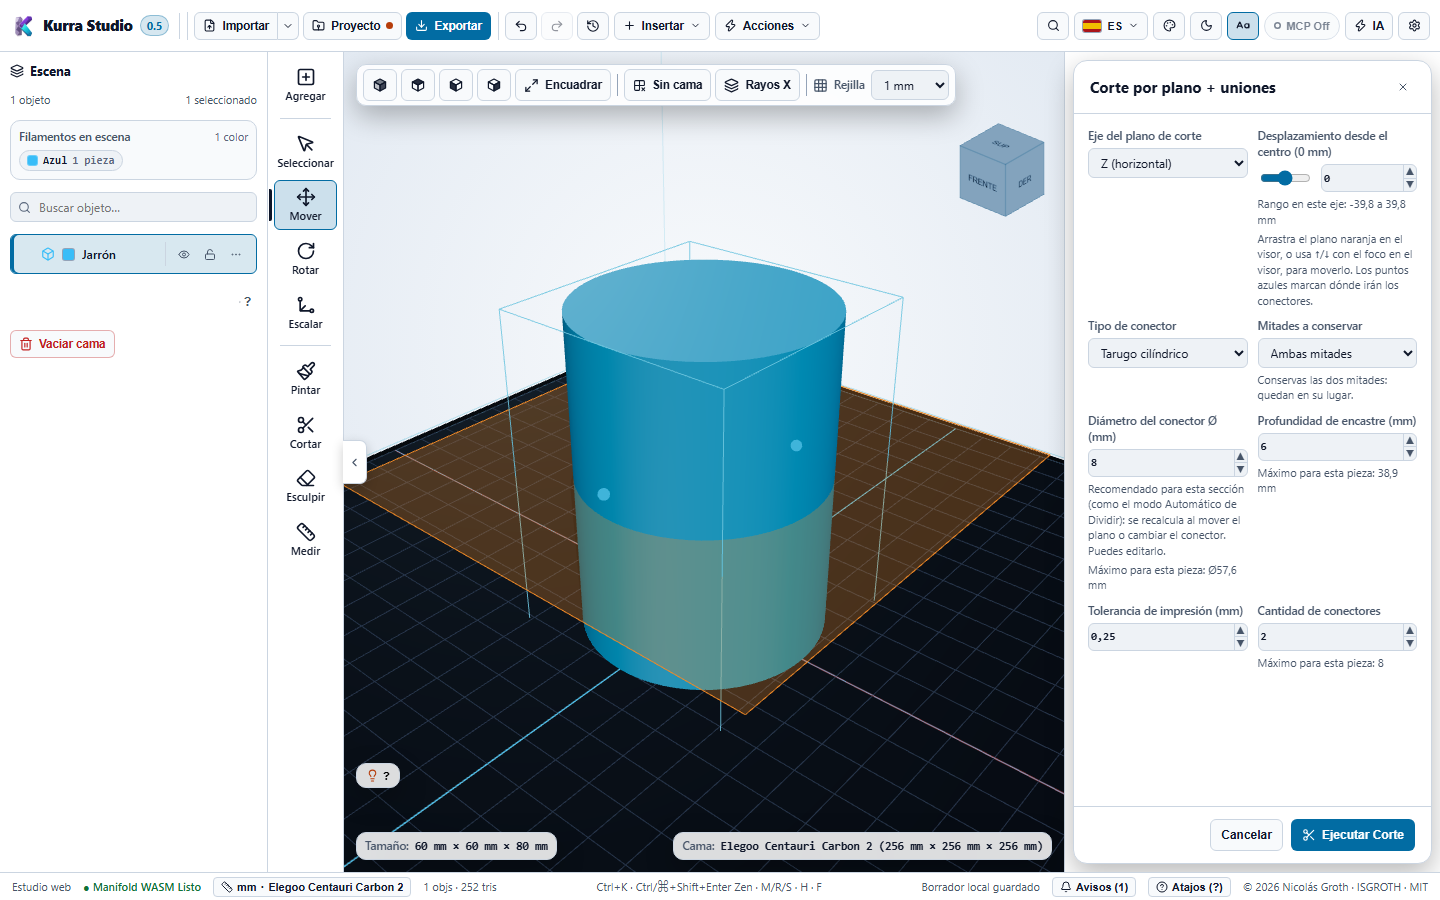 Kurra Studio 0.5
Importar
Proyecto
Exportar
Insertar
Acciones
ES
MCP Off
IA
Escena
1 objeto
1 seleccionado
Filamentos en escena
1 color
Azul 1 pieza
Buscar objeto...
Jarrón
?
Vaciar cama
Agregar
Seleccionar
Mover
Rotar
Escalar
Pintar
Cortar
Esculpir
Medir
Encuadrar
Sin cama
Rayos X
Rejilla
1 mm
SUP
FRENTE
DER
?
Tamaño: 60 mm × 60 mm × 80 mm
Cama: Elegoo Centauri Carbon 2 (256 mm × 256 mm × 256 mm)
Corte por plano + uniones
Eje del plano de corte
Z (horizontal)
Desplazamiento desde el
centro (0 mm)
0
Rango en este eje: -39,8 a 39,8
mm
Arrastra el plano naranja en el
visor, o usa ↑/↓ con el foco en el
visor, para moverlo. Los puntos
azules marcan dónde irán los
conectores.
Tipo de conector
Tarugo cilíndrico
Mitades a conservar
Ambas mitades
Conservas las dos mitades:
quedan en su lugar.
Diámetro del conector Ø
(mm)
8
Recomendado para esta sección
(como el modo Automático de
Dividir): se recalcula al mover el
plano o cambiar el conector.
Puedes editarlo.
Máximo para esta pieza: Ø57,6
mm
Profundidad de encastre (mm)
6
Máximo para esta pieza: 38,9
mm
Tolerancia de impresión (mm)
0,25
Cantidad de conectores
2
Máximo para esta pieza: 8
Cancelar
Ejecutar Corte
Estudio web
Manifold WASM Listo
mm · Elegoo Centauri Carbon 2
1 objs · 252 tris
Ctrl+K · Ctrl/⌘+Shift+Enter Zen · M/R/S · H · F
Borrador local guardado
Avisos (1)
Atajos (?)
© 2026 Nicolás Groth · ISGROTH · MIT